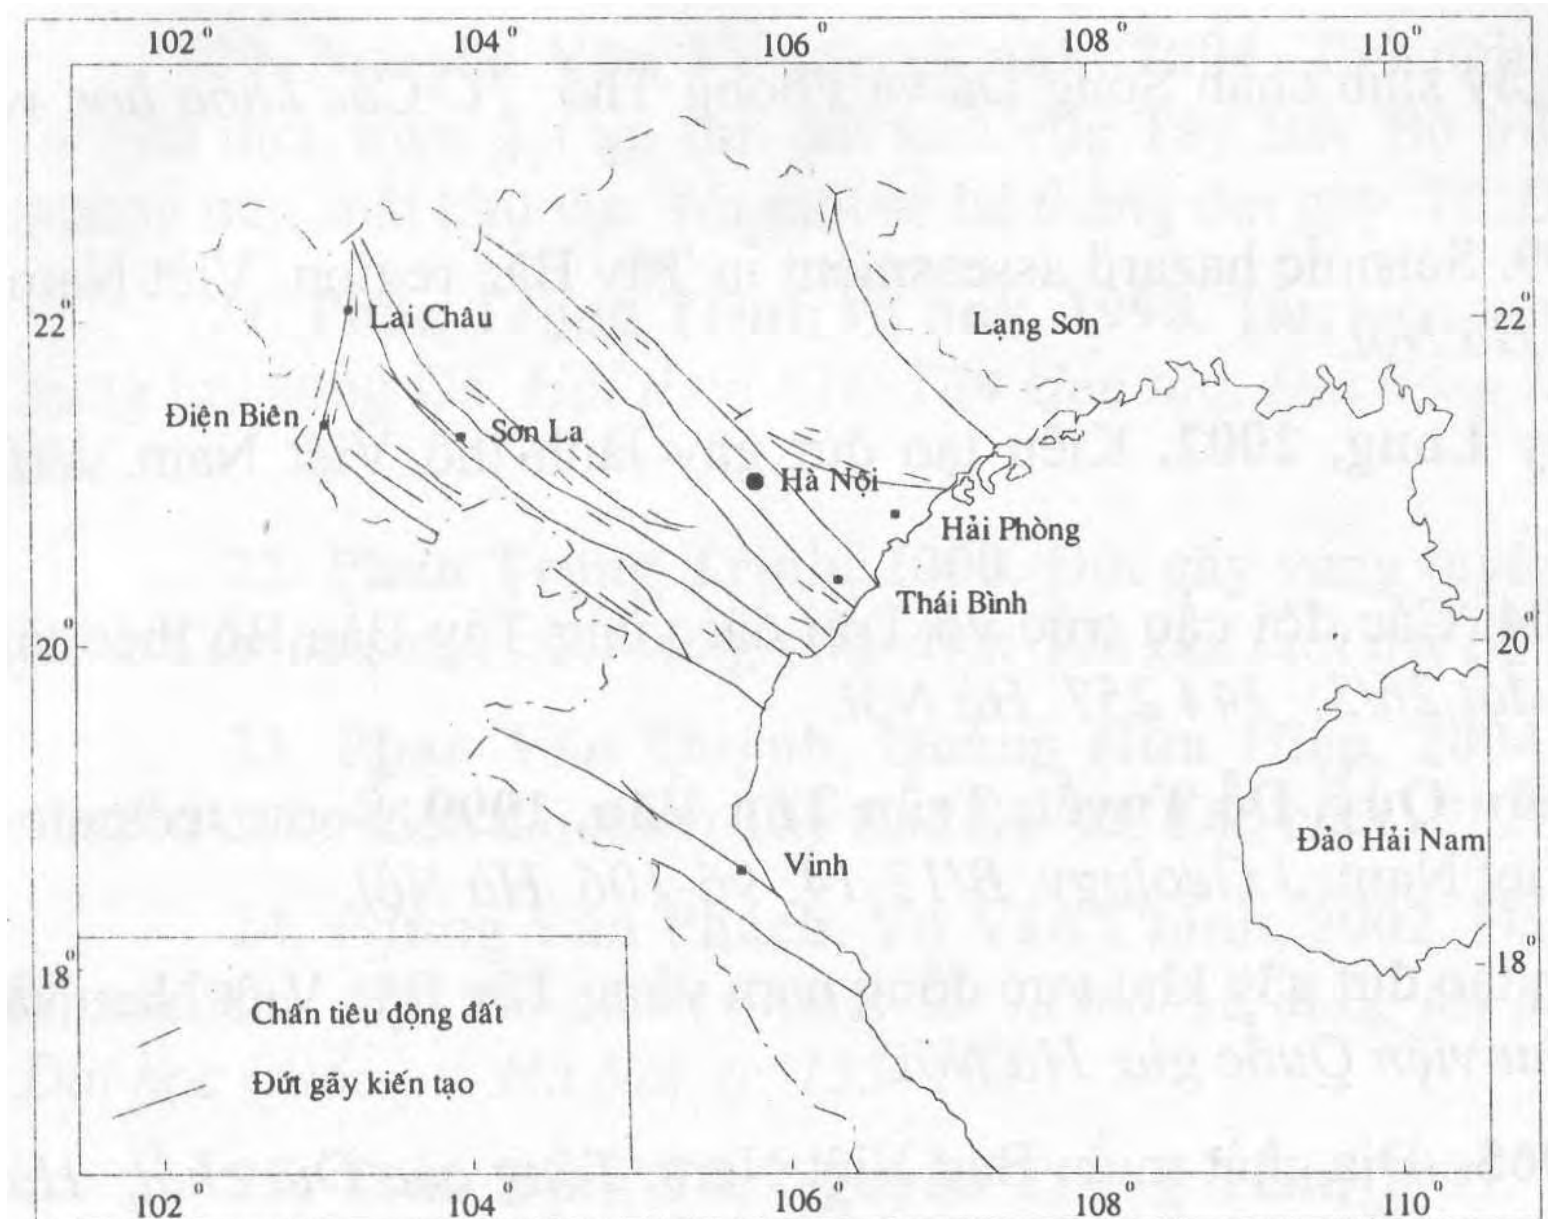 102° 104° 106° 108° 110°
Lai Châu
22° 22°
Lạng Sơn
Điện Biên
Sơn La
Hà Nội
Hải Phòng
Thái Bình
20° 20°
Đảo Hải Nam
Vinh
18° 18°
Chấn tiêu động đất
Đứt gãy kiến tạo
102° 104° 106° 108° 110°